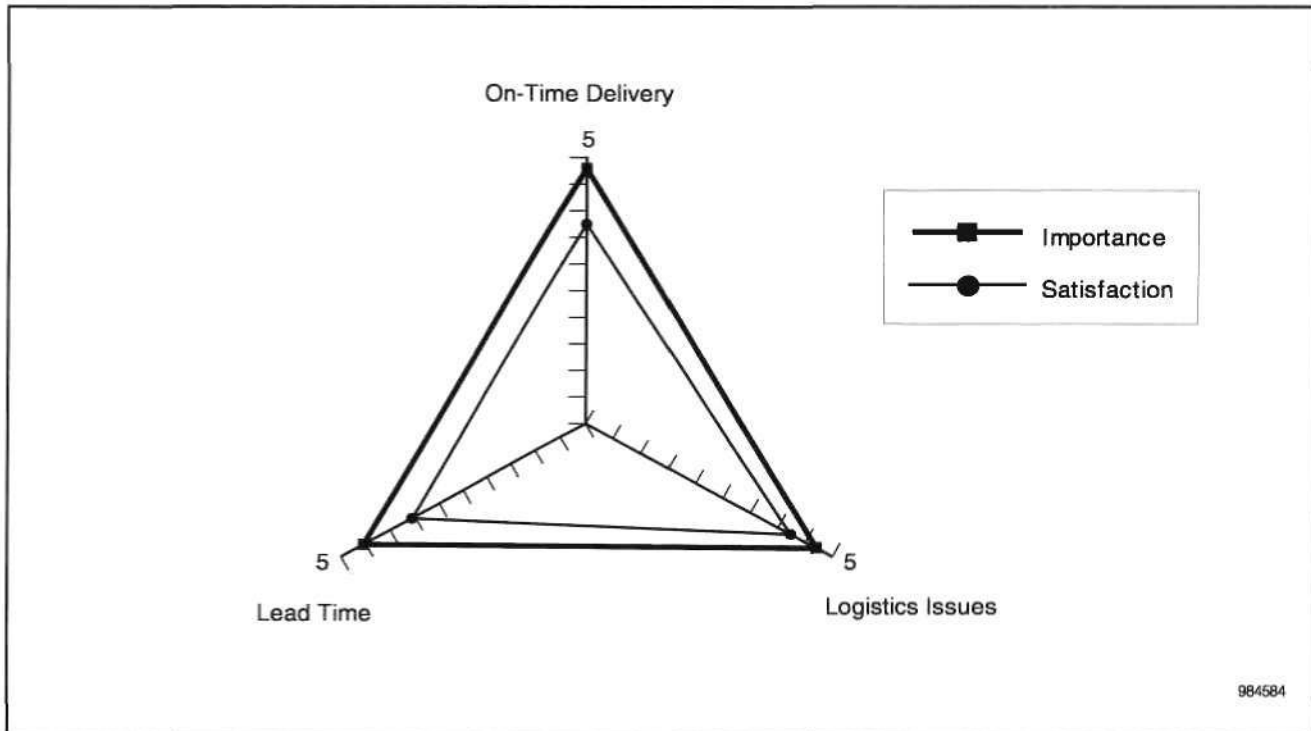 On-Time Delivery
5
Importance
Satisfaction
5
5
Lead Time
Logistics Issues
984584